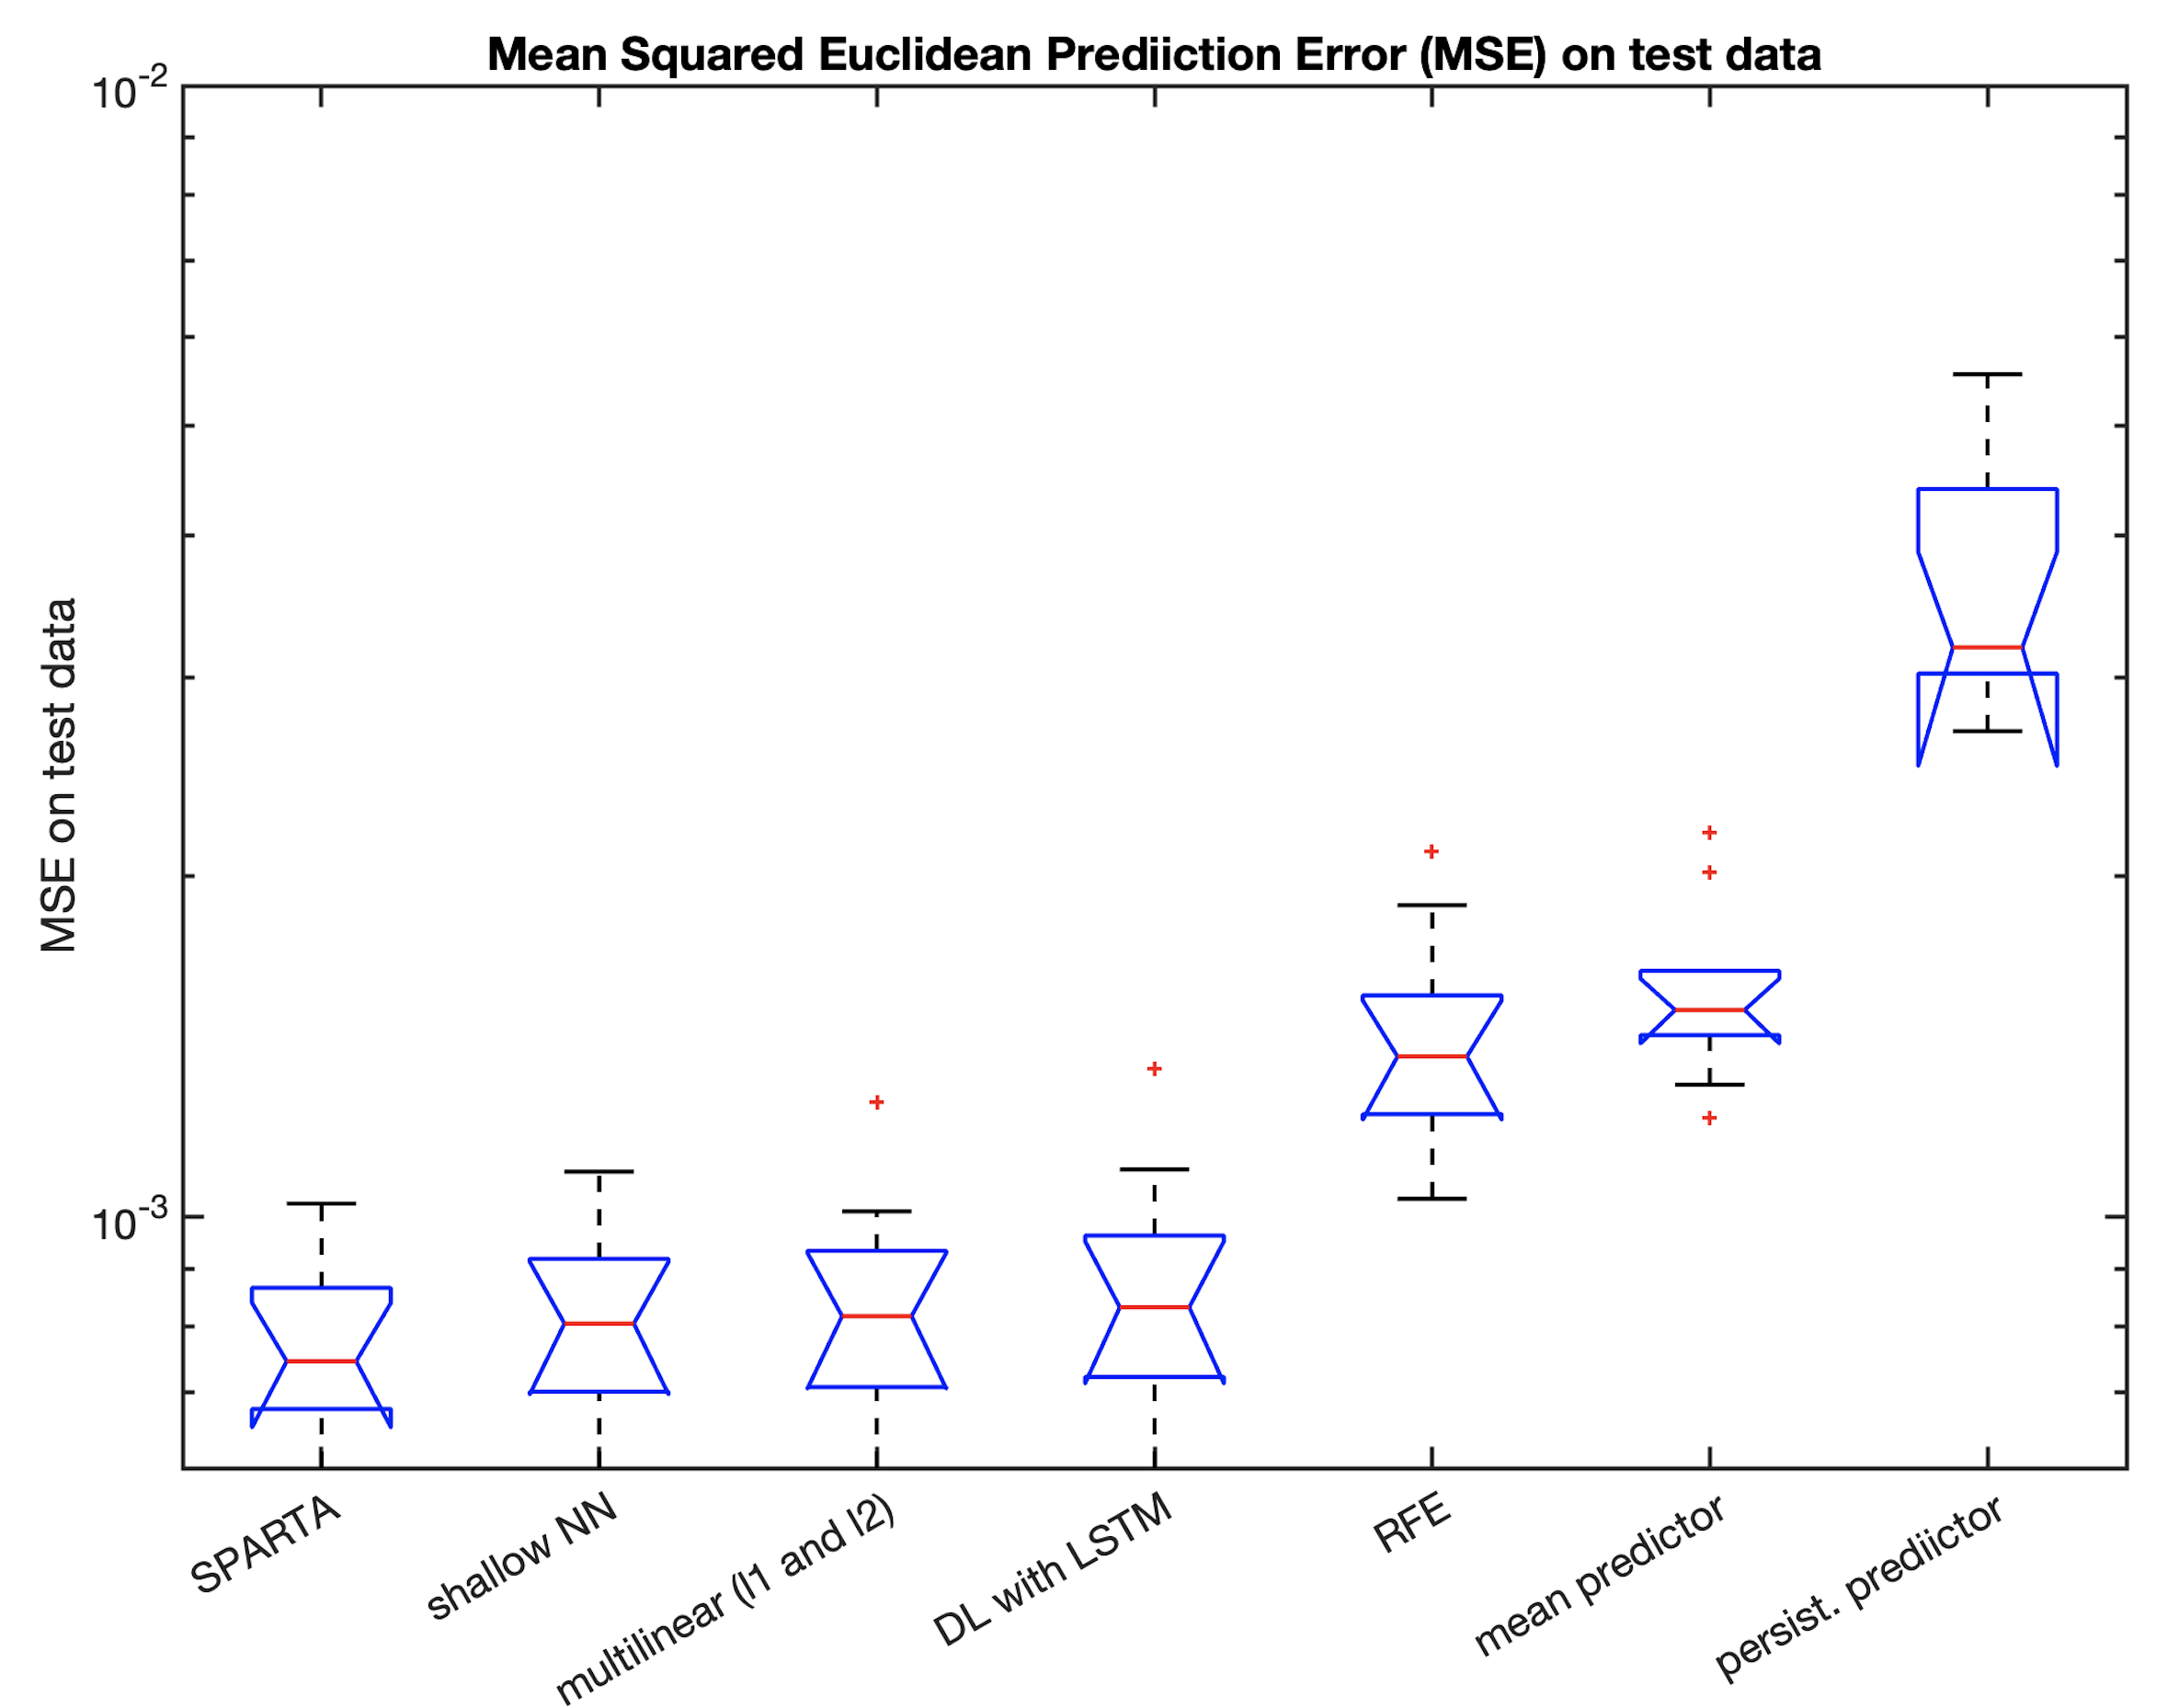 Mean Squared Euclidean Prediiction Error (MSE) on test data
10-2
10-3
MSE on test data
SPARTA
shallow NN
multilinear (l1 and l2)
DL with LSTM
RFE
mean predictor
persist. prediictor